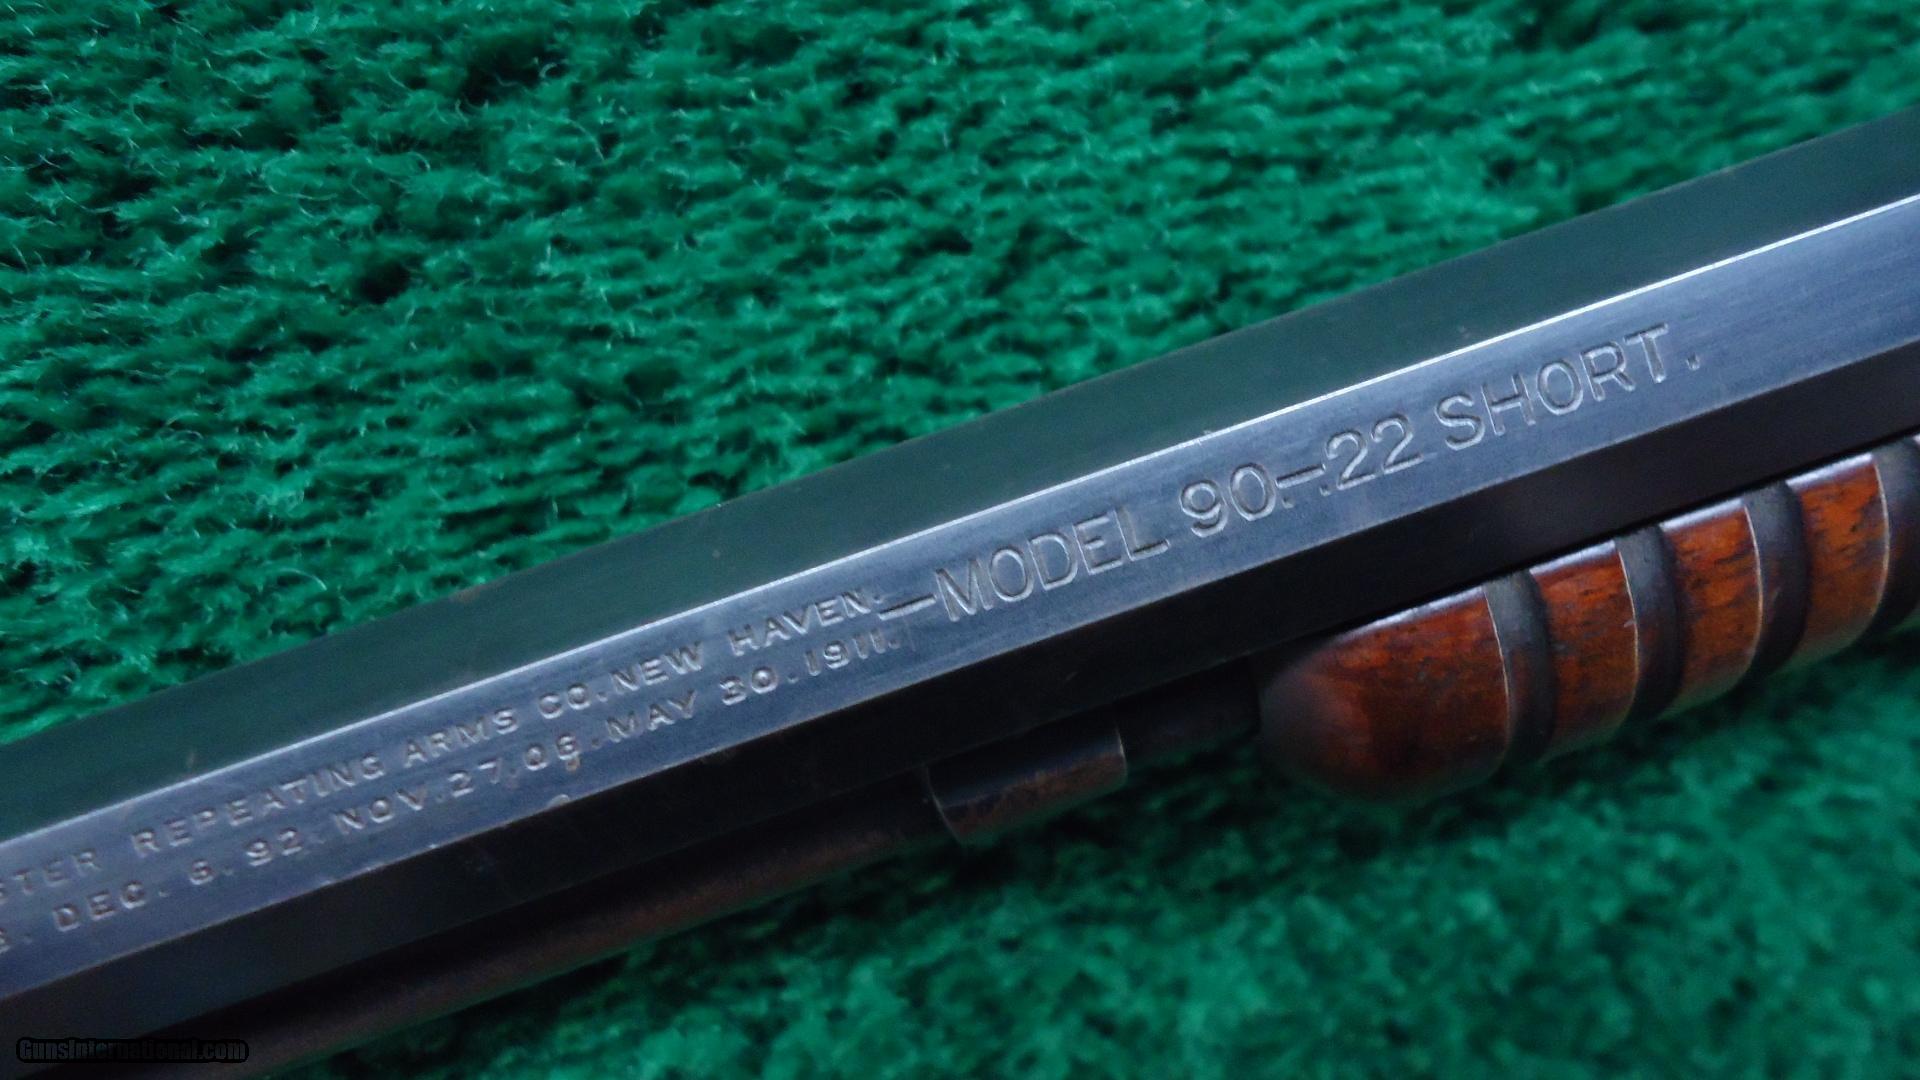 STER REPEATING ARMS CO. NEW HAVEN.
DEC. 6. 92. NOV. 27. 06. MAY 30. 1911.
—MODEL 90-.22 SHORT.
GunsInternational.com